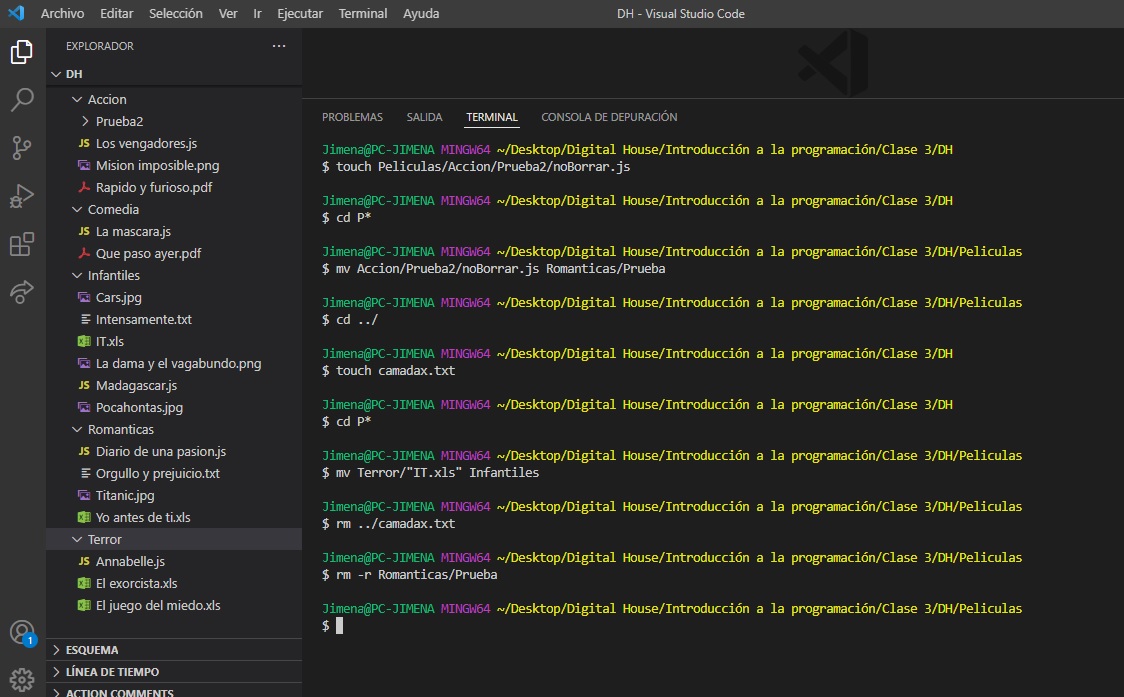 Archivo Editar Selección Ver Ir Ejecutar Terminal Ayuda
DH - Visual Studio Code
EXPLORADOR
DH
Accion
Prueba2
JS Los vengadores.js
Mision imposible.png
Rapido y furioso.pdf
Comedia
JS La mascara.js
Que paso ayer.pdf
Infantiles
Cars.jpg
Intensamente.txt
IT.xls
La dama y el vagabundo.png
JS Madagascar.js
Pocahontas.jpg
Romanticas
JS Diario de una pasion.js
Orgullo y prejuicio.txt
Titanic.jpg
Yo antes de ti.xls
Terror
JS Annabelle.js
El exorcista.xls
El juego del miedo.xls
1
ESQUEMA
LÍNEA DE TIEMPO
ACTION COMMENTS
PROBLEMAS SALIDA TERMINAL CONSOLA DE DEPURACIÓN
Jimena@PC-JIMENA MINGW64 ~/Desktop/Digital House/Introducción a la programación/Clase 3/DH
$ touch Peliculas/Accion/Prueba2/noBorrar.js
Jimena@PC-JIMENA MINGW64 ~/Desktop/Digital House/Introducción a la programación/Clase 3/DH
$ cd P*
Jimena@PC-JIMENA MINGW64 ~/Desktop/Digital House/Introducción a la programación/Clase 3/DH/Peliculas
$ mv Accion/Prueba2/noBorrar.js Romanticas/Prueba
Jimena@PC-JIMENA MINGW64 ~/Desktop/Digital House/Introducción a la programación/Clase 3/DH/Peliculas
$ cd ../
Jimena@PC-JIMENA MINGW64 ~/Desktop/Digital House/Introducción a la programación/Clase 3/DH
$ touch camadax.txt
Jimena@PC-JIMENA MINGW64 ~/Desktop/Digital House/Introducción a la programación/Clase 3/DH
$ cd P*
Jimena@PC-JIMENA MINGW64 ~/Desktop/Digital House/Introducción a la programación/Clase 3/DH/Peliculas
$ mv Terror/"IT.xls" Infantiles
Jimena@PC-JIMENA MINGW64 ~/Desktop/Digital House/Introducción a la programación/Clase 3/DH/Peliculas
$ rm ../camadax.txt
Jimena@PC-JIMENA MINGW64 ~/Desktop/Digital House/Introducción a la programación/Clase 3/DH/Peliculas
$ rm -r Romanticas/Prueba
Jimena@PC-JIMENA MINGW64 ~/Desktop/Digital House/Introducción a la programación/Clase 3/DH/Peliculas
$